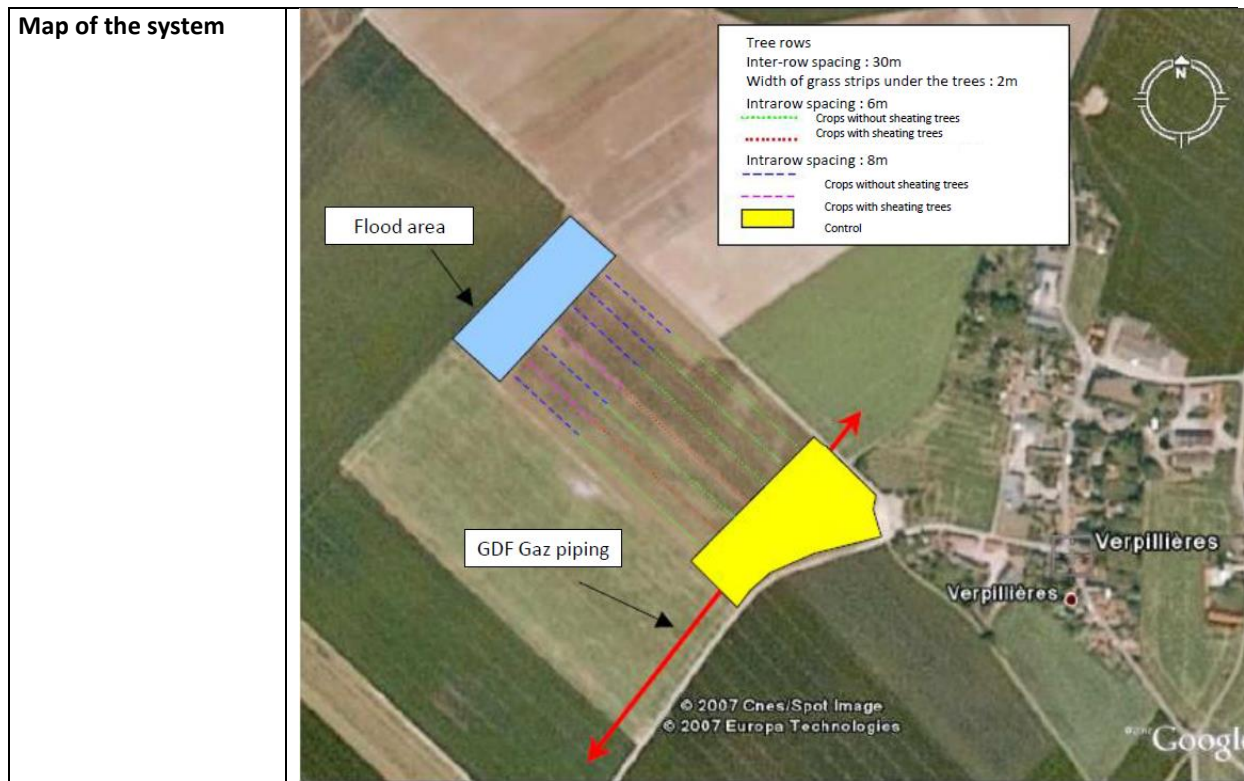 Map of the system
Tree rows
Inter-row spacing : 30m
Width of grass strips under the trees : 2m
Intrarow spacing : 6m
Crops without sheating trees
Crops with sheating trees
Intrarow spacing : 8m
Crops without sheating trees
Crops with sheating trees
Control
N
Flood area
GDF Gaz piping
Verpillières
Verpillières
© 2007 Cnes/Spot Image
© 2007 Europa Technologies
Google